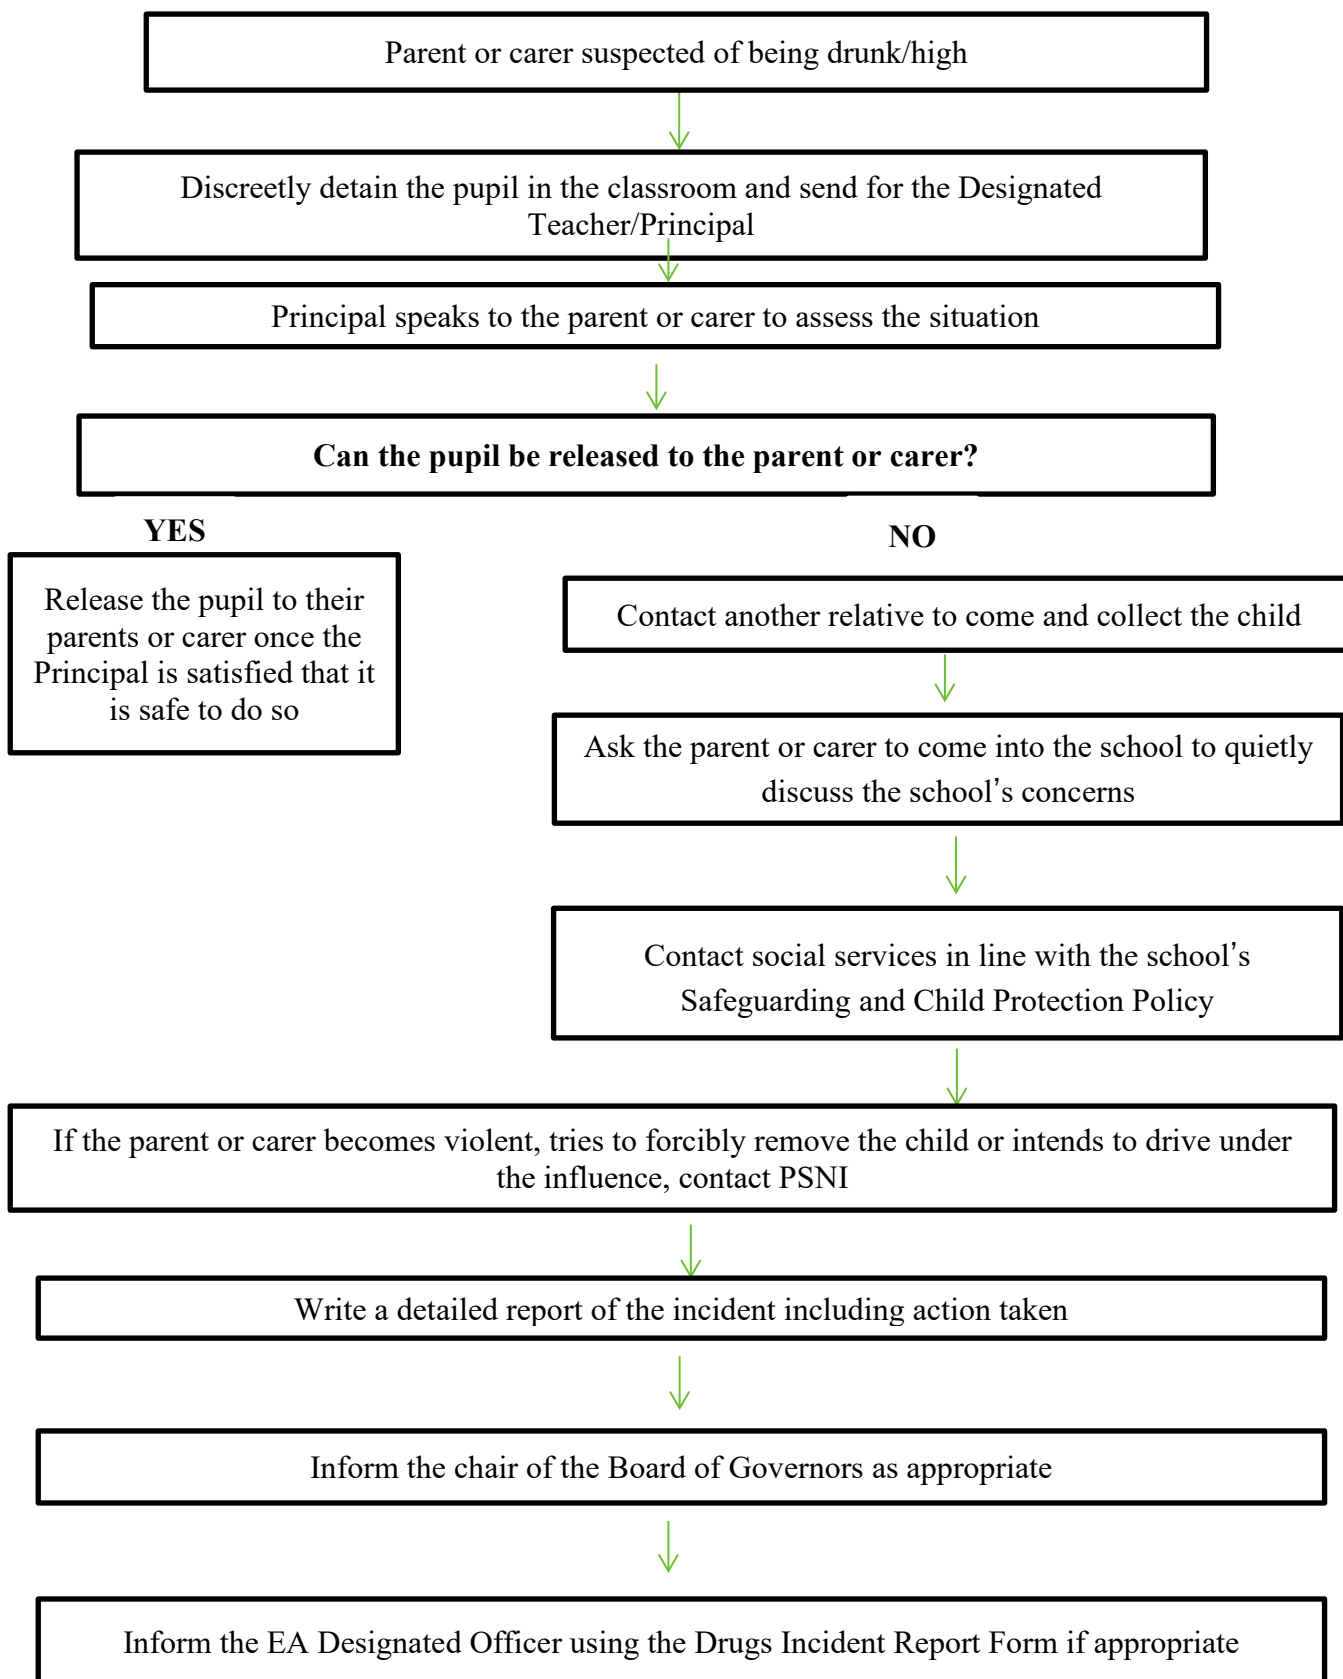 Parent or carer suspected of being drunk/high
Discreetly detain the pupil in the classroom and send for the Designated
Teacher/Principal
Principal speaks to the parent or carer to assess the situation
Can the pupil be released to the parent or carer?
YES
Release the pupil to their
parents or carer once the
Principal is satisfied that it
is safe to do so
NO
Contact another relative to come and collect the child
Ask the parent or carer to come into the school to quietly
discuss the school’s concerns
Contact social services in line with the school’s
Safeguarding and Child Protection Policy
If the parent or carer becomes violent, tries to forcibly remove the child or intends to drive under
the influence, contact PSNI
Write a detailed report of the incident including action taken
Inform the chair of the Board of Governors as appropriate
Inform the EA Designated Officer using the Drugs Incident Report Form if appropriate